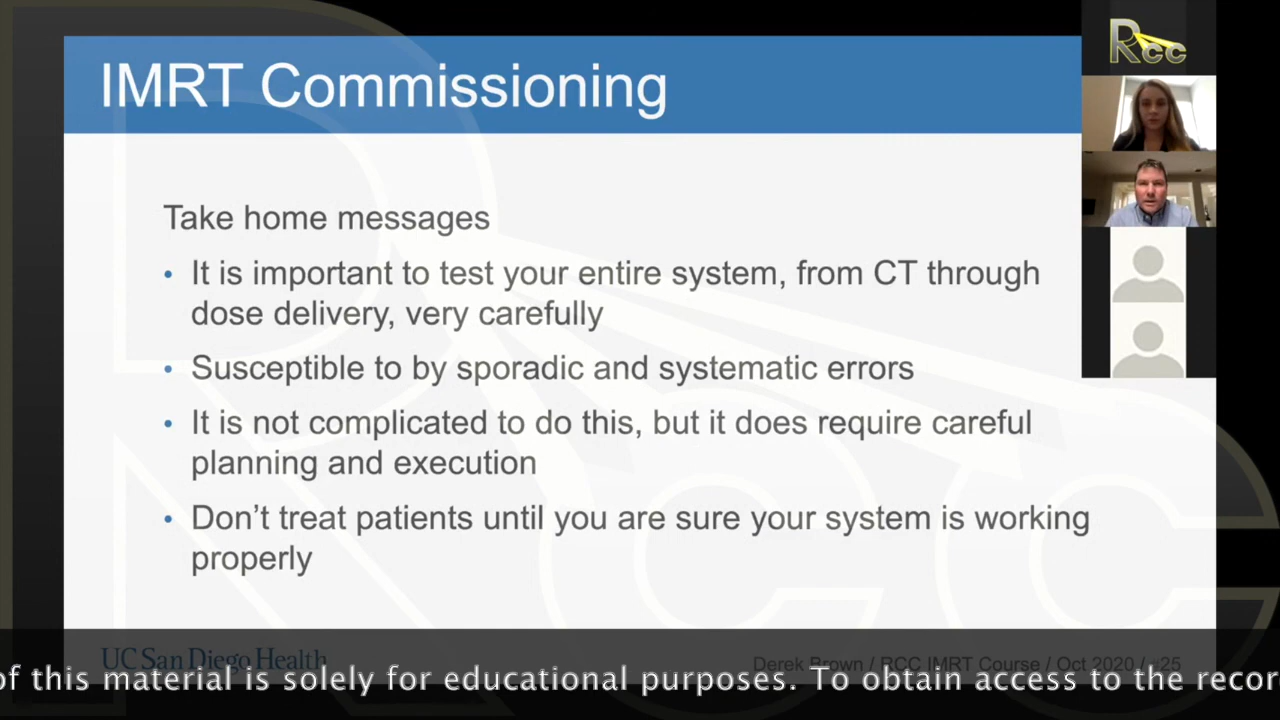 IMRT Commissioning
Rcc
Take home messages
• It is important to test your entire system, from CT through
dose delivery, very carefully
• Susceptible to by sporadic and systematic errors
• It is not complicated to do this, but it does require careful
planning and execution
• Don’t treat patients until you are sure your system is working
properly
UC San Diego Health
Derek Brown / RCC IMRT Course / Oct 2020 / 25
of this material is solely for educational purposes. To obtain access to the recor